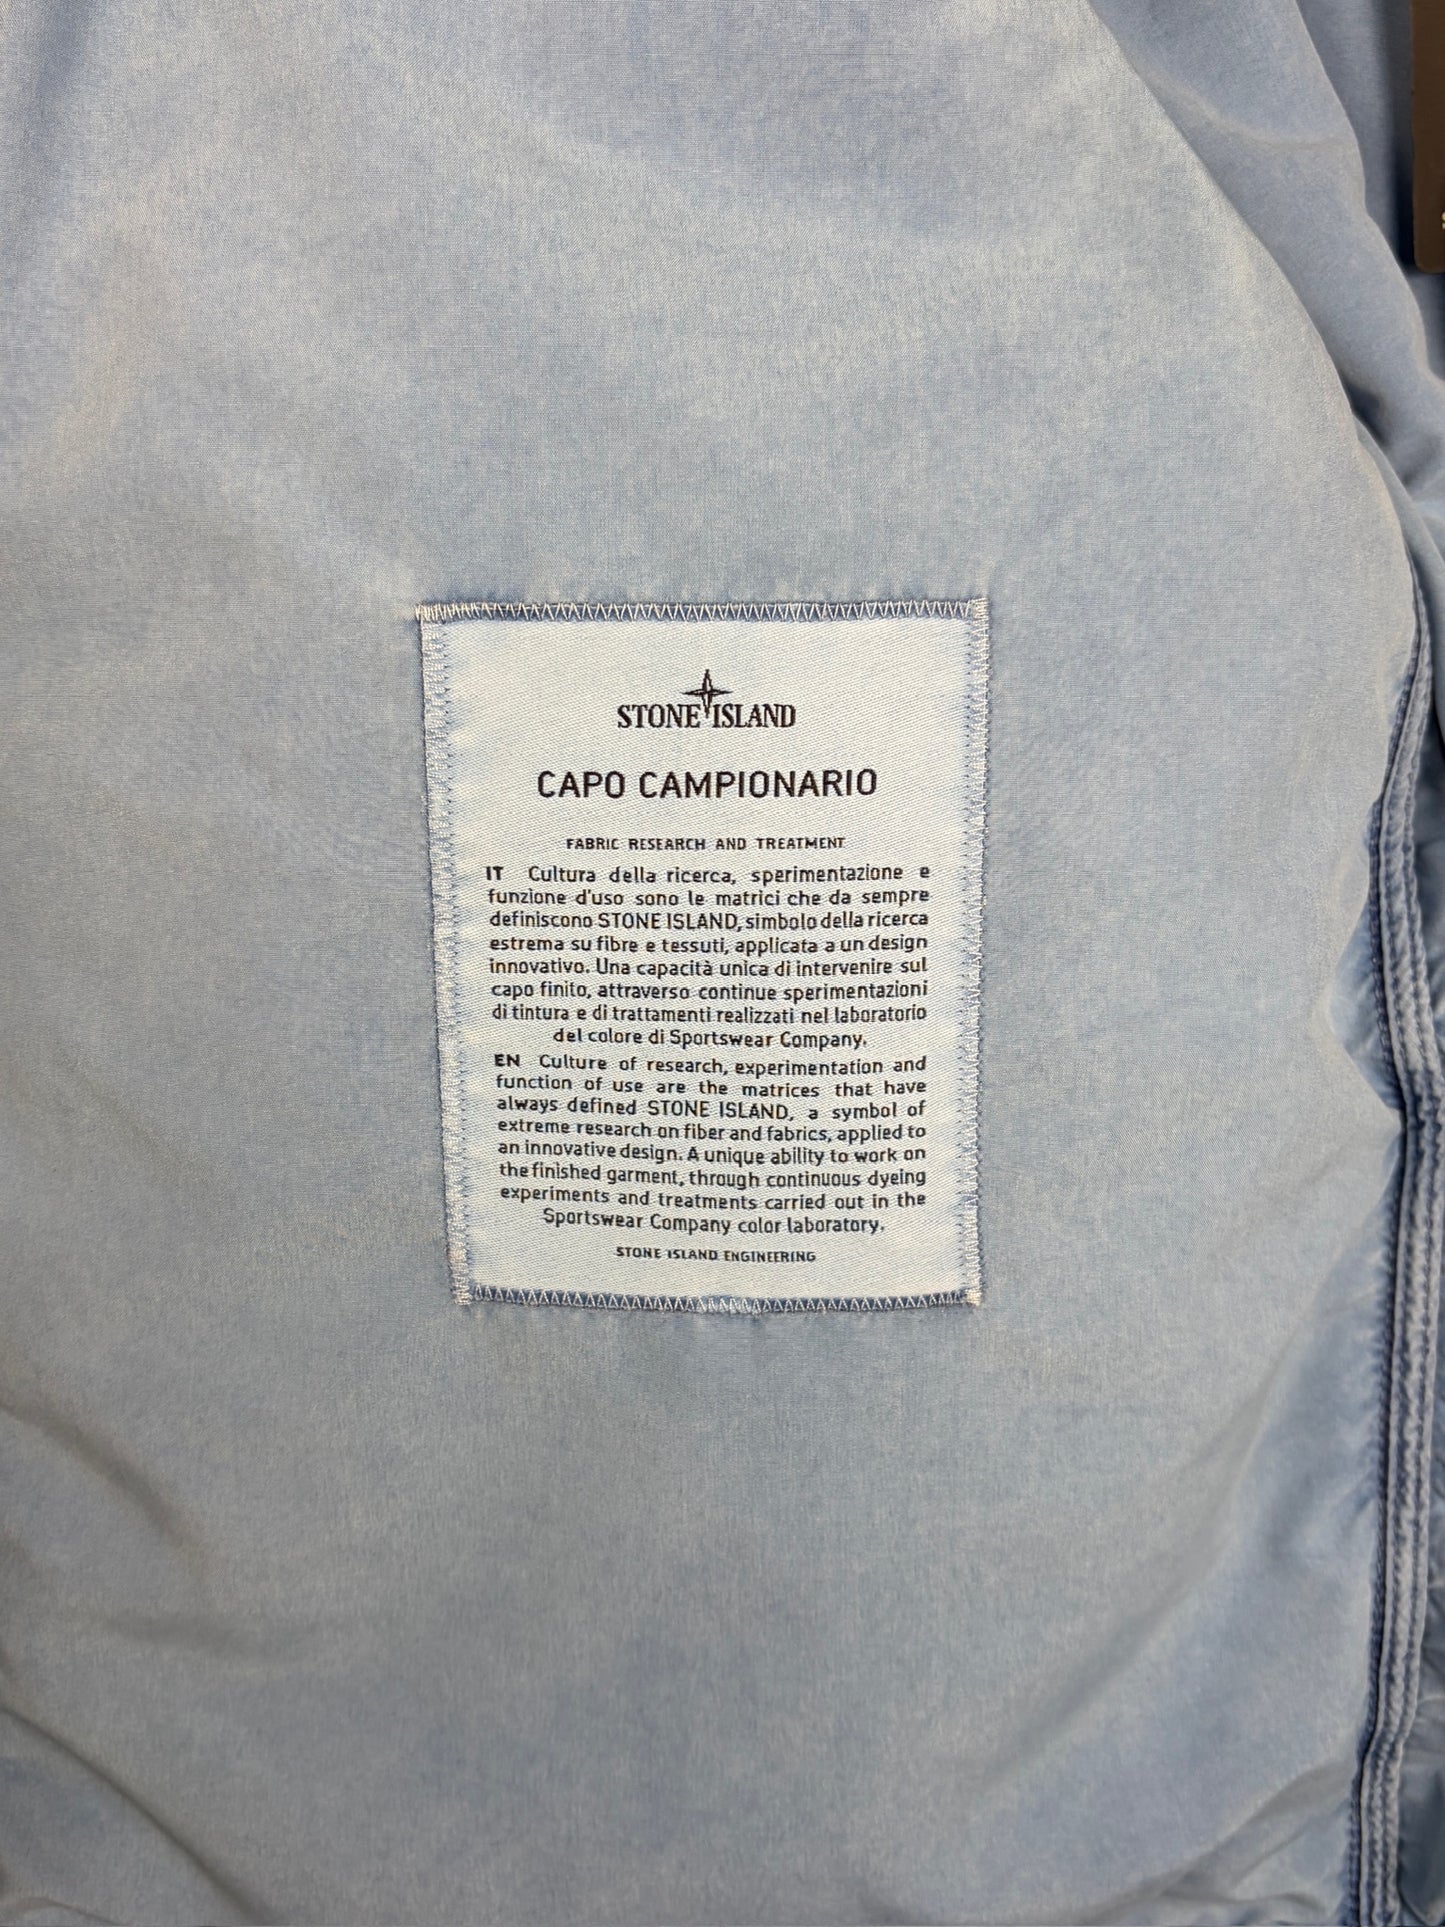 STONE ISLAND
CAPO CAMPIONARIO
FABRIC RESEARCH AND TREATMENT
IT Cultura della ricerca, sperimentazione e
funzione d'uso sono le matrici che da sempre
definiscono STONE ISLAND, simbolo della ricerca
estrema su fibre e tessuti, applicata a un design
innovativo. Una capacità unica di intervenire sul
capo finito, attraverso continue sperimentazioni
di tintura e di trattamenti realizzati nel laboratorio
del colore di Sportswear Company.
EN Culture of research, experimentation and
function of use are the matrices that have
always defined STONE ISLAND, a symbol of
extreme research on fiber and fabrics, applied to
an innovative design. A unique ability to work on
the finished garment, through continuous dyeing
experiments and treatments carried out in the
Sportswear Company color laboratory.
STONE ISLAND ENGINEERING